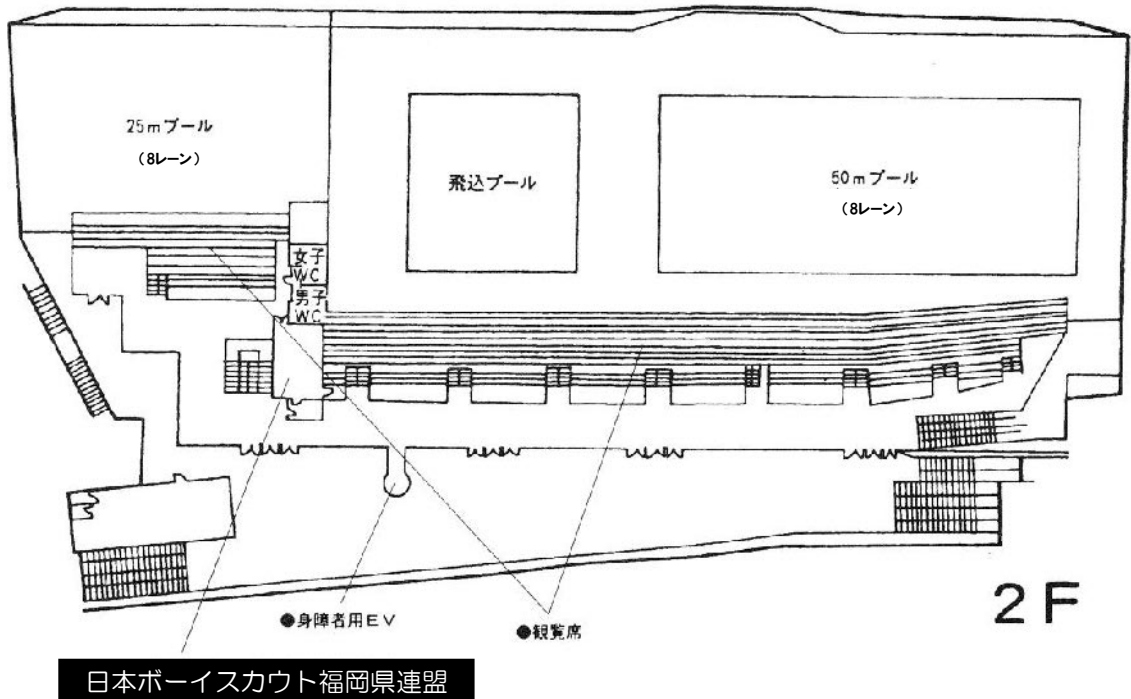 25mプール
(8レーン)
飛込プール
50mプール
(8レーン)
女子
WC
男子
WC
2F
●身障者用EV
●観覧席
日本ボーイスカウト福岡県連盟